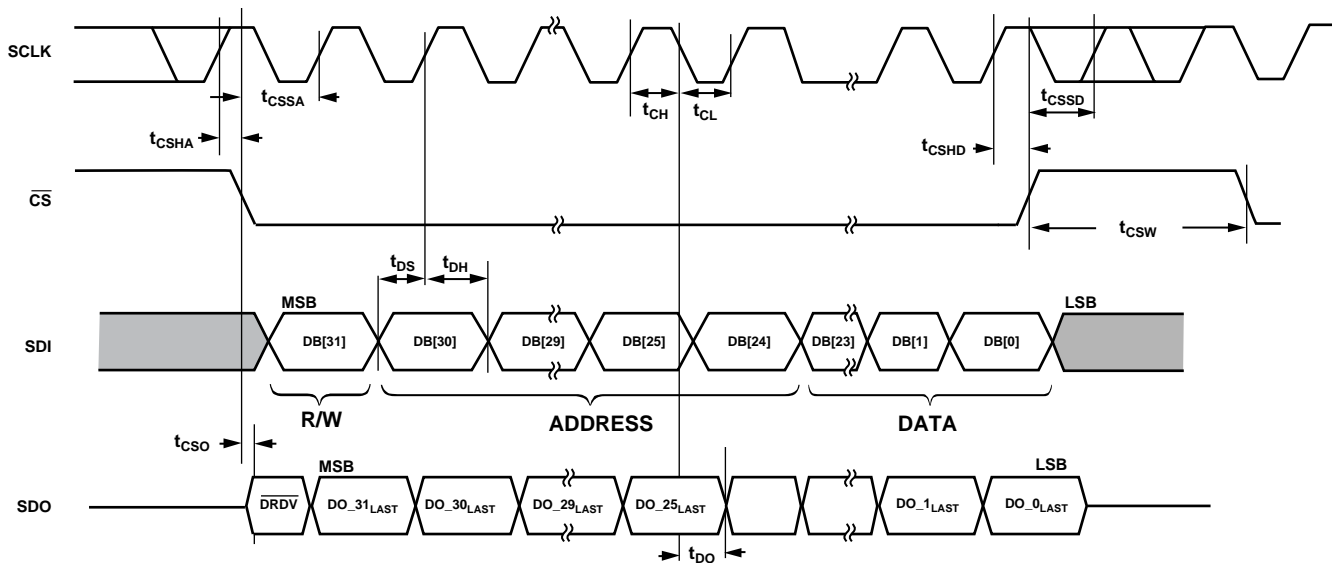 SCLK
tCSSA
tCH
tCL
tCSSD
tCSHA
tCSHD
CS
tCSW
tDS
tDH
MSB
LSB
SDI
DB[31]
DB[30]
DB[29]
DB[25]
DB[24]
DB[23]
DB[1]
DB[0]
R/W
ADDRESS
DATA
tCSO
MSB
LSB
SDO
DRDV
DO_31LAST
DO_30LAST
DO_29LAST
DO_25LAST
DO_1LAST
DO_0LAST
tDO